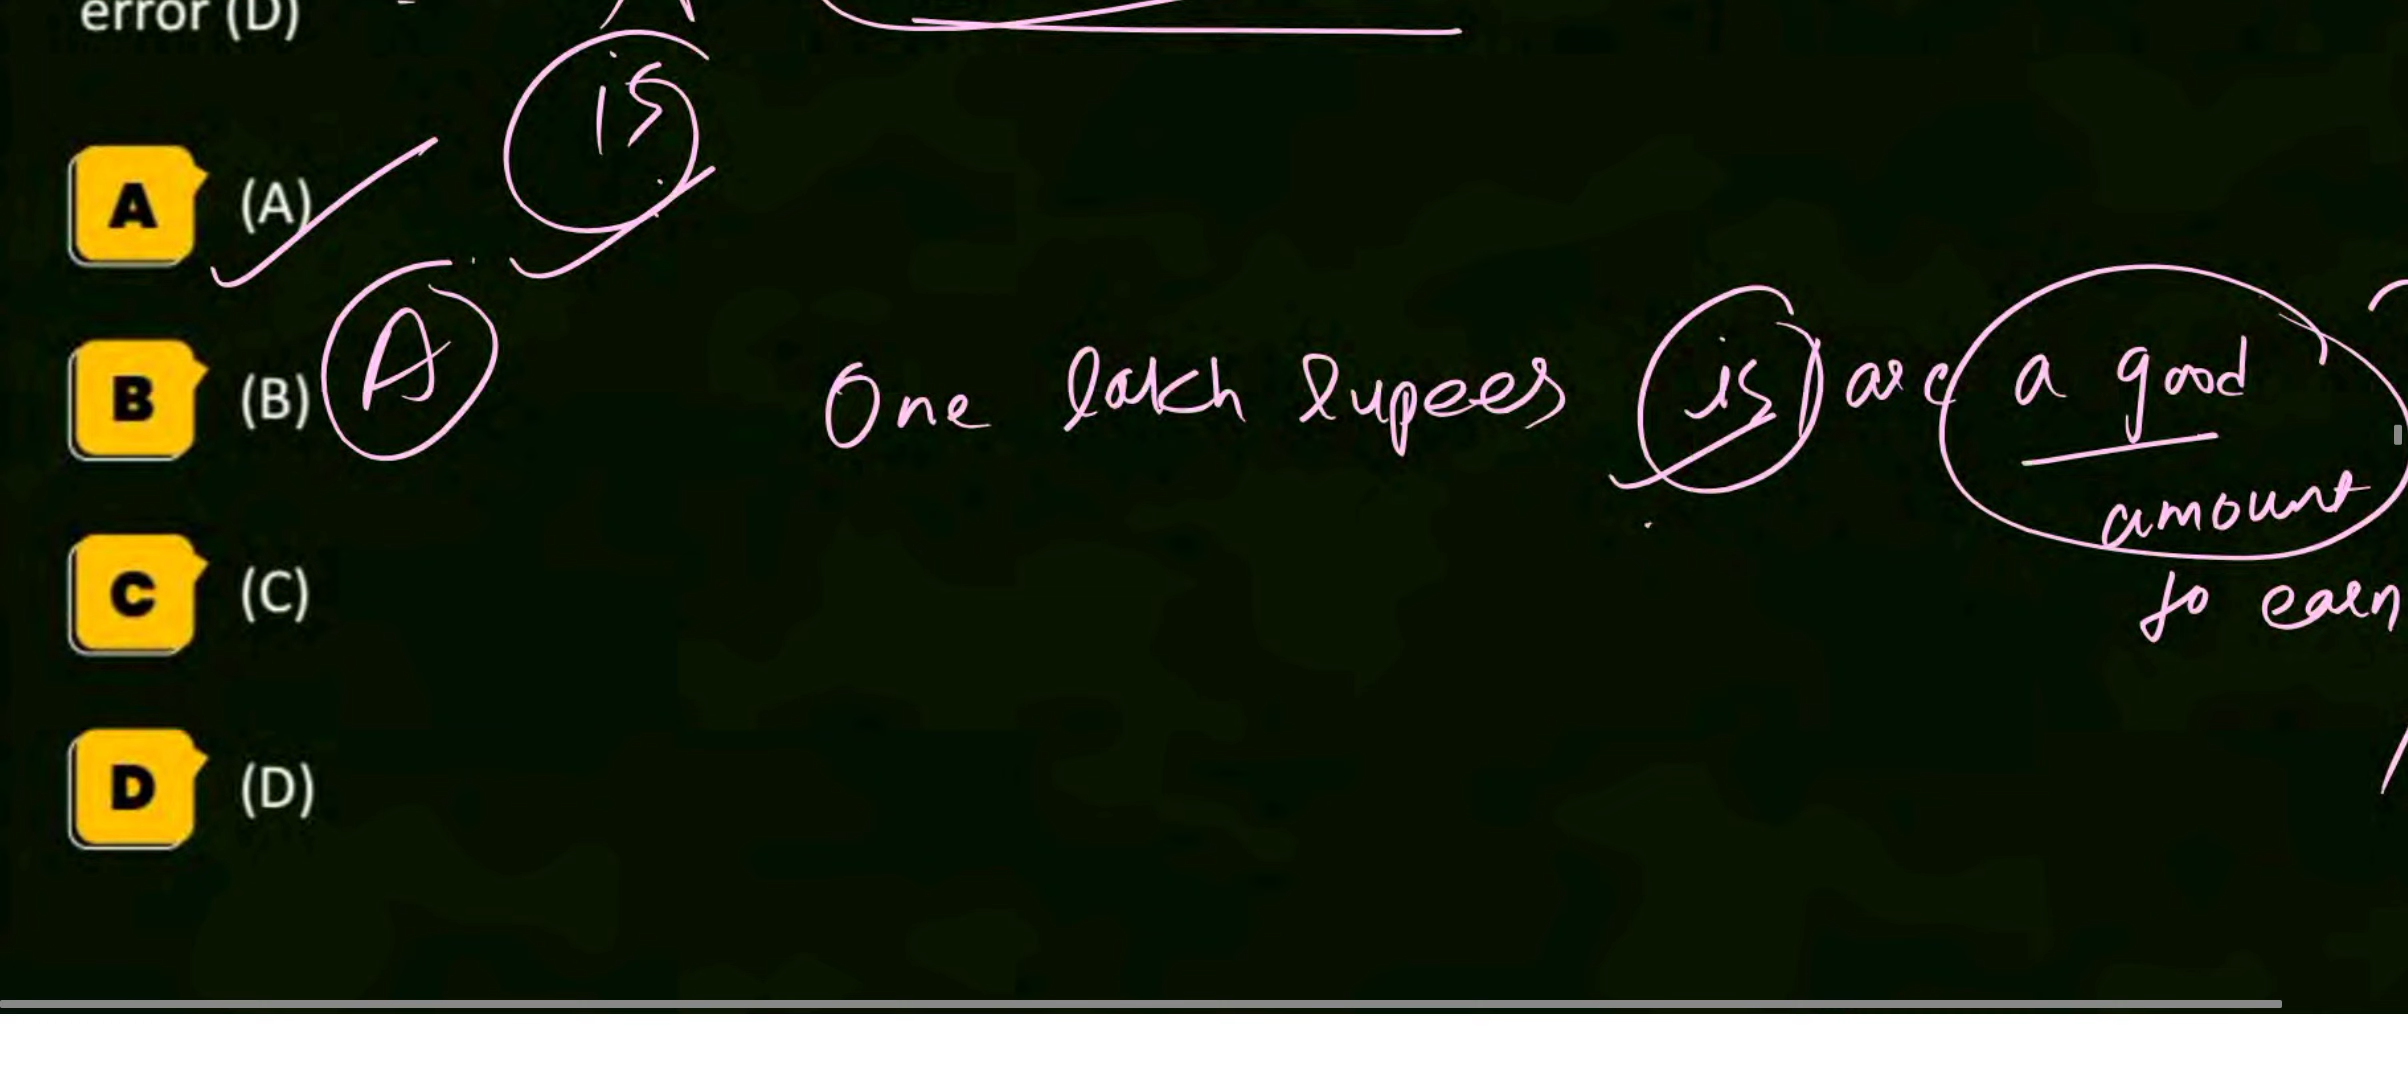 error (D)
is
A (A)
B (B) A
One lakh rupees is are a good
amount
to earn
C (C)
D (D)